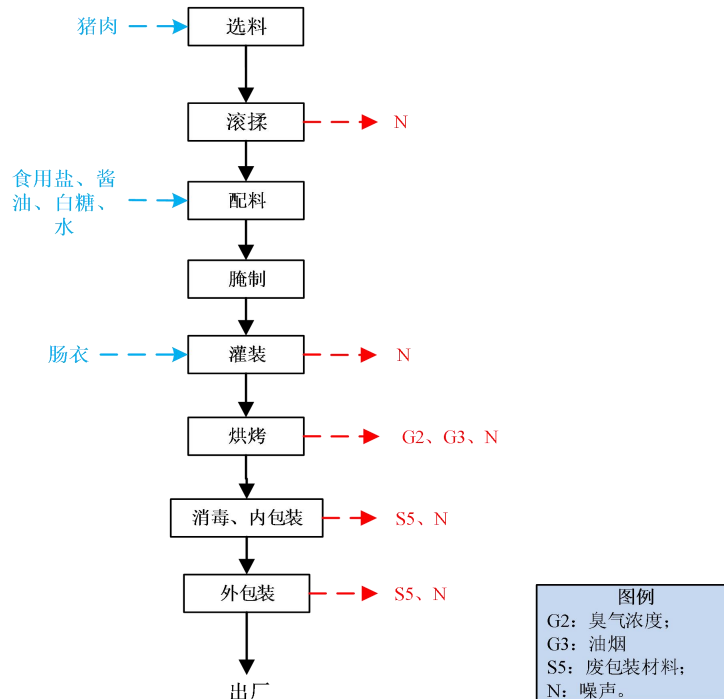 猪肉
选料
滚揉
N
食用盐、酱
油、白糖、
水
配料
腌制
肠衣
灌装
N
烘烤
G2、G3、N
消毒、内包装
S5、N
外包装
S5、N
出厂
图例
G2：臭气浓度；
G3：油烟
S5：废包装材料；
N：噪声。